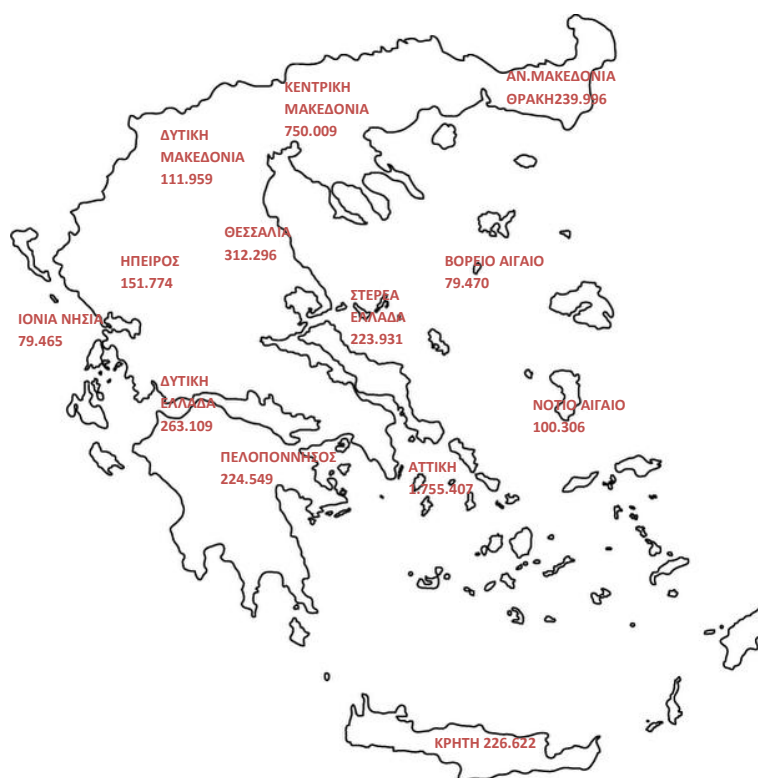 ΑΝ.ΜΑΚΕΔΟΝΙΑ
ΘΡΑΚΗ239.996
ΚΕΝΤΡΙΚΗ
ΜΑΚΕΔΟΝΙΑ
750.009
ΔΥΤΙΚΗ
ΜΑΚΕΔΟΝΙΑ
111.959
ΘΕΣΣΑΛΙΑ
312.296
ΗΠΕΙΡΟΣ
151.774
ΒΟΡΕΙΟ ΑΙΓΑΙΟ
79.470
ΣΤΕΡΕΑ
ΕΛΛΑΔΑ
223.931
ΙΟΝΙΑ ΝΗΣΙΑ
79.465
ΔΥΤΙΚΗ
ΕΛΛΑΔΑ
263.109
ΝΟΤΙΟ ΑΙΓΑΙΟ
100.306
ΠΕΛΟΠΟΝΝΗΣΟΣ
224.549
ΑΤΤΙΚΗ
1.755.407
ΚΡΗΤΗ 226.622